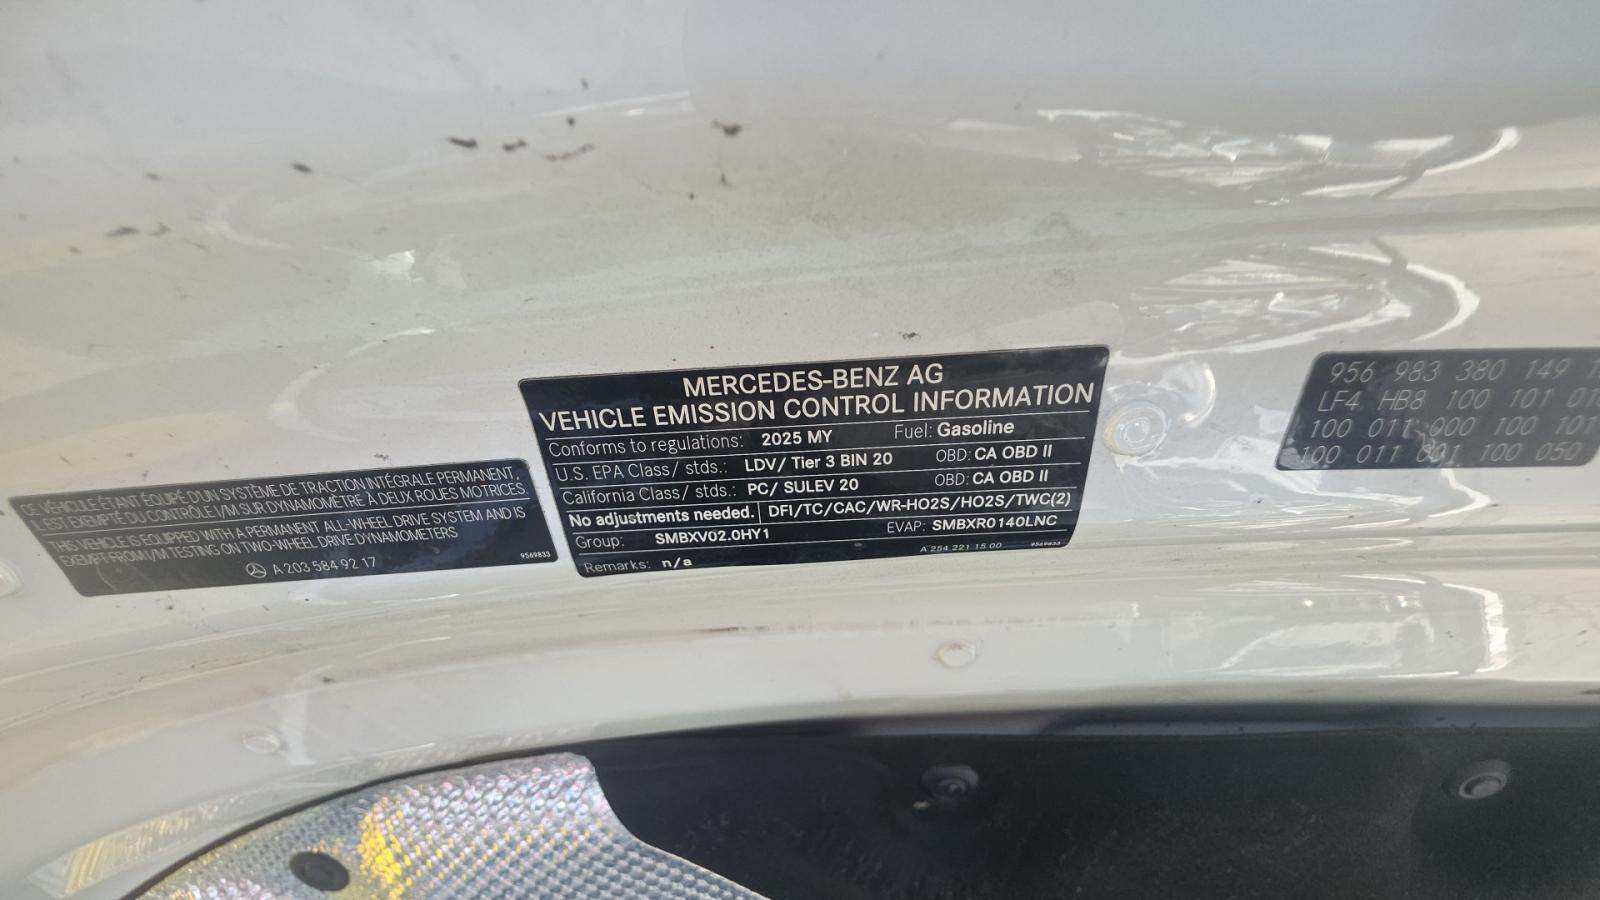 CE VÉHICULE ÉTANT ÉQUIPÉ D'UN SYSTÈME DE TRACTION INTÉGRALE PERMANENT,
IL EST EXEMPTÉ DU CONTRÔLE I/M SUR DYNAMOMÈTRE À DEUX ROUES MOTRICES.
THIS VEHICLE IS EQUIPPED WITH A PERMANENT ALL-WHEEL DRIVE SYSTEM AND IS
EXEMPT FROM I/M TESTING ON TWO-WHEEL DRIVE DYNAMOMETERS
9569833
A 203 584 92 17
MERCEDES-BENZ AG
VEHICLE EMISSION CONTROL INFORMATION
Conforms to regulations: 2025 MY Fuel: Gasoline
U.S. EPA Class/ stds.: LDV/ Tier 3 BIN 20 OBD: CA OBD II
California Class/ stds.: PC/ SULEV 20 OBD: CA OBD II
No adjustments needed. DFI/TC/CAC/WR-HO2S/HO2S/TWC(2)
Group: SMBXV02.0HY1 EVAP: SMBXR0140LNC
A 254 221 15 00 9569833
Remarks: n/a
956 983 380 149
LF4 HB8 100 101 01
100 011 000 100 101
100 011 001 100 050